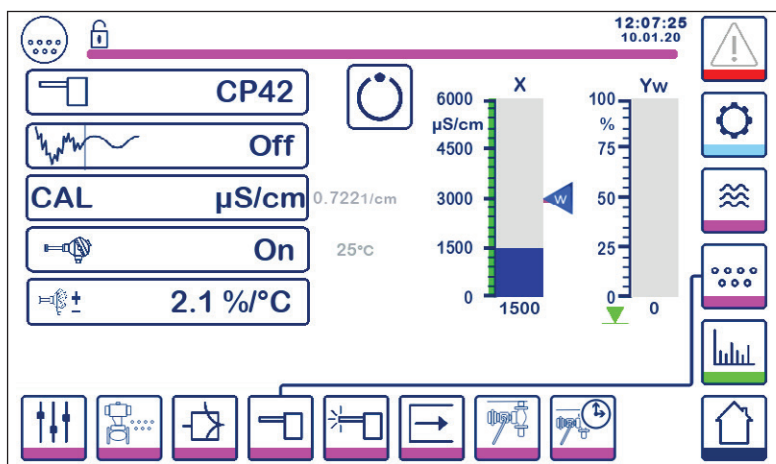 12:07:25
10.01.20
CP42
Off
CAL µS/cm 0.7221/cm
On 25°C
2.1 %/°C
X
6000
µS/cm
4500
3000
1500
0
1500
W
Yw
100
%
75
50
25
0
0